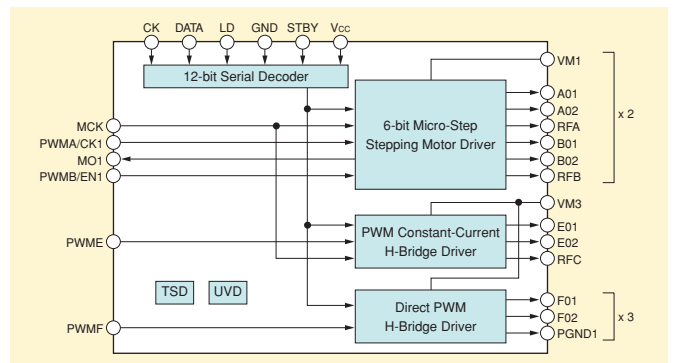 CK DATA LD GND STBY Vcc
12-bit Serial Decoder
VM1
A01
MCK
6-bit Micro-Step
Stepping Motor Driver
A02
x 2
RFA
PWMA/CK1
B01
MO1
B02
PWMB/EN1
RFB
VM3
PWM Constant-Current
H-Bridge Driver
E01
PWME
E02
RFC
TSD UVD
Direct PWM
H-Bridge Driver
F01
F02
x 3
PWMF
PGND1